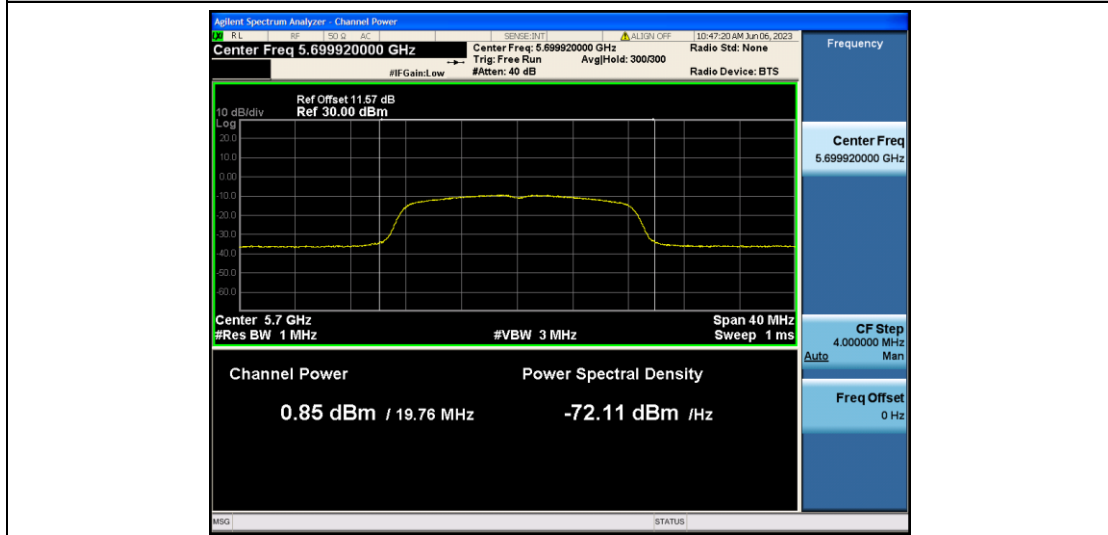 Agilent Spectrum Analyzer - Channel Power
RL RF 50 Ω AC SENSE:INT ALIGN OFF 10:47:20 AM Jun 06, 2023
Center Freq 5.699920000 GHz
Center Freq: 5.699920000 GHz
Radio Std: None
Trig: Free Run Avg|Hold: 300/300
#IFGain:Low #Atten: 40 dB Radio Device: BTS
Frequency
Ref Offset 11.57 dB
10 dB/div Ref 30.00 dBm
Log
20.0
10.0
0.00
-10.0
-20.0
-30.0
-40.0
-50.0
-60.0
Center 5.7 GHz Span 40 MHz
#Res BW 1 MHz #VBW 3 MHz Sweep 1 ms
Center Freq
5.699920000 GHz
CF Step
4.000000 MHz
Auto Man
Freq Offset
0 Hz
Channel Power Power Spectral Density
0.85 dBm / 19.76 MHz -72.11 dBm /Hz
MSG STATUS